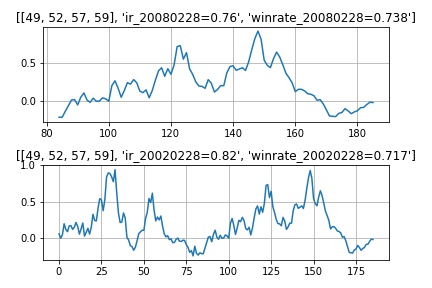 [[49, 52, 57, 59], 'ir_20080228=0.76', 'winrate_20080228=0.738']
0.5
0.0
80 100 120 140 160 180
[[49, 52, 57, 59], 'ir_20020228=0.82', 'winrate_20020228=0.717']
1.0
0.5
0.0
0 25 50 75 100 125 150 175